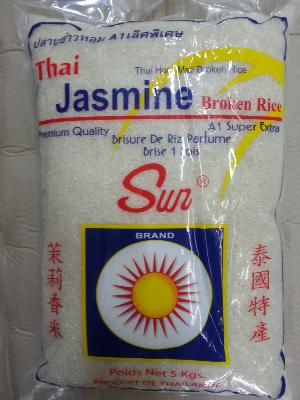 ปลายข้าวหอม A1 เลิศพิเศษ
Thai
Thai Hom Mali Broken Rice
Jasmine Broken Rice
Premium Quality
A1 Super Extra
Brisure De Riz Parfume
Brise 1 Fois
Sun®
BRAND
茉莉香米
泰國特產
Poids Net 5 Kgs.
PRODUIT DE THAILANDE